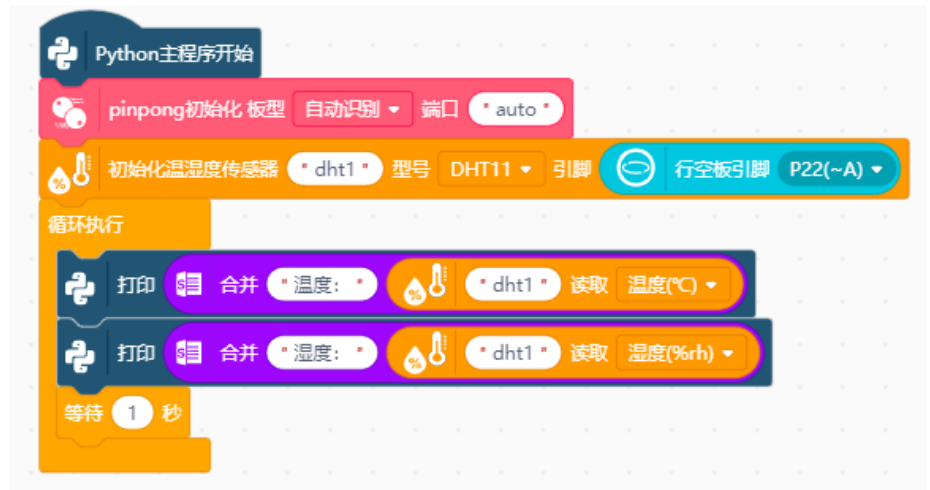 Python主程序开始
pinpong初始化 板型 自动识别 端口 "auto"
初始化温湿度传感器 "dht1" 型号 DHT11 引脚 行空板引脚 P22(~A)
循环执行
打印 合并 "温度：" "dht1" 读取 温度(℃)
打印 合并 "湿度：" "dht1" 读取 湿度(%rh)
等待 1 秒